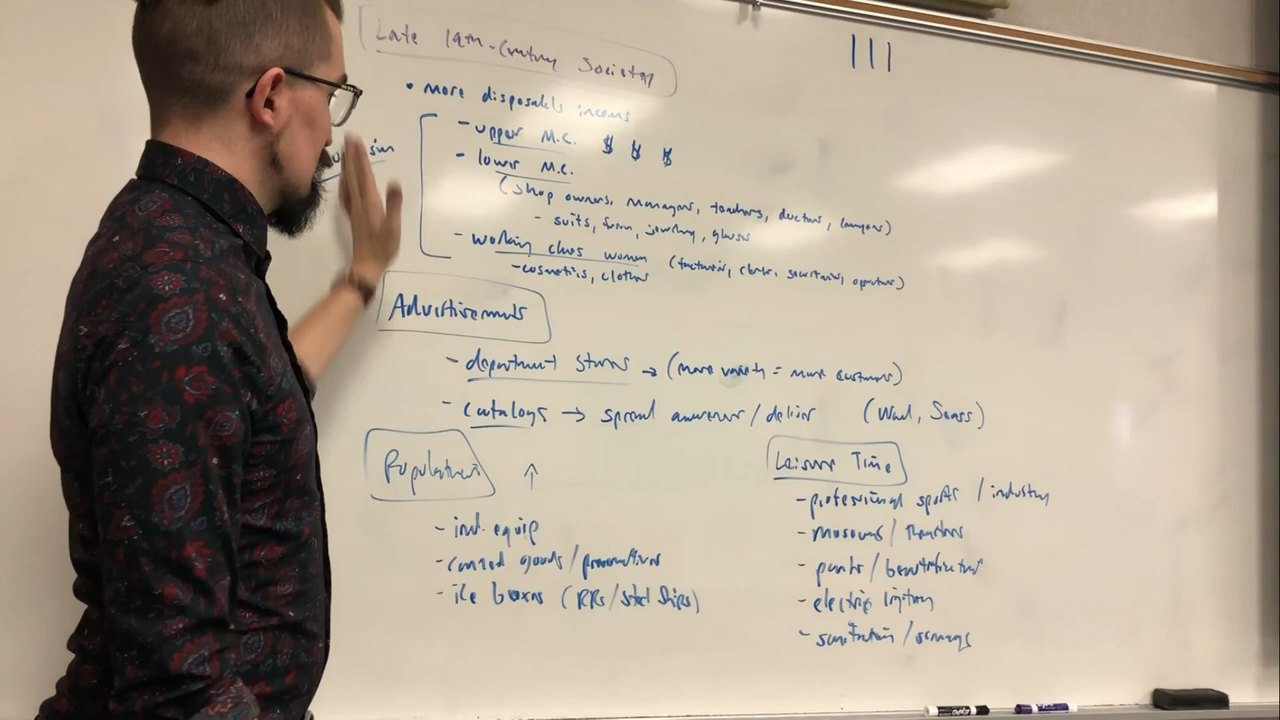 Late 19th-Century Society
|||
• more disposable income
- upper M.C. $ $ $
- lower M.C.
(shop owners, managers, teachers, doctors, lawyers)
- suits, furn, jewelry, glasses
- working class women (factories, clerks, secretaries, operators)
- cosmetics, clothes
Advertisements
- department stores → (more variety = more customers)
- catalogs → spread awareness / deliver (Ward, Sears)
Population ↑
- ind. equip
- canned goods / preservatives
- ice boxes (RRs/steel ships)
Leisure Time
- professional sports / industry
- museums / theaters
- parks / beautification
- electric lighting
- sanitation / sewage